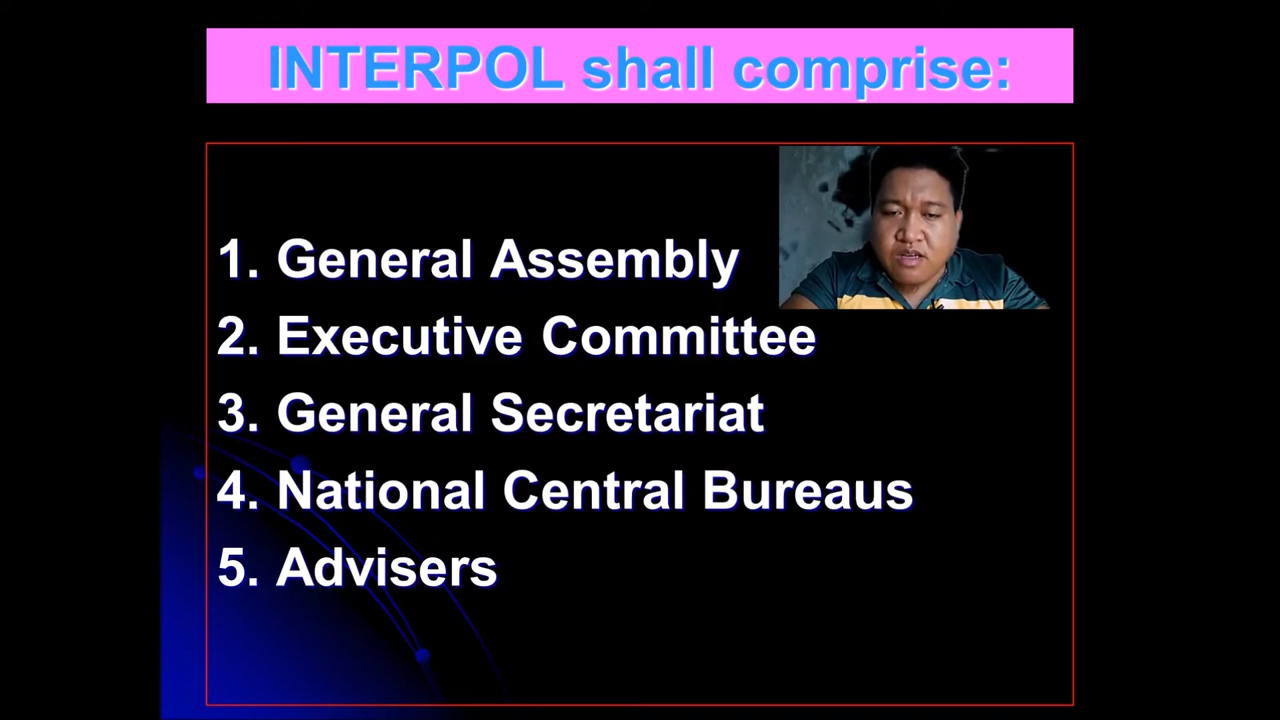 INTERPOL shall comprise:
1. General Assembly
2. Executive Committee
3. General Secretariat
4. National Central Bureaus
5. Advisers